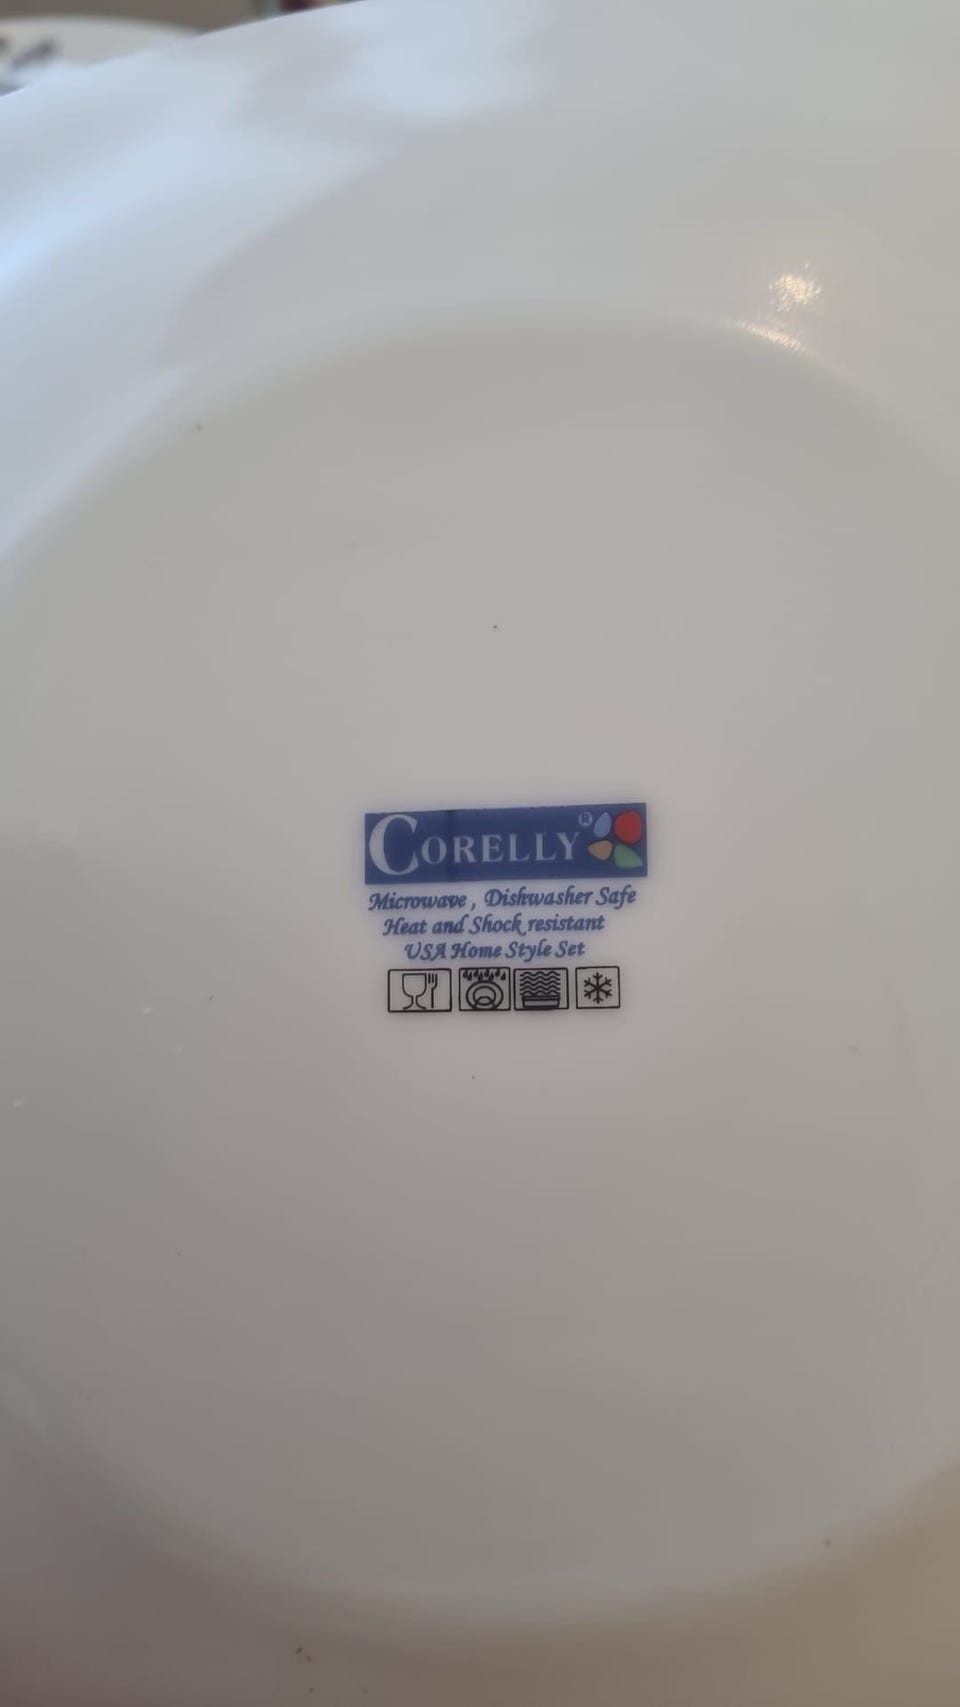 CORELLY ®
Microwave , Dishwasher Safe
Heat and Shock resistant
USA Home Style Set